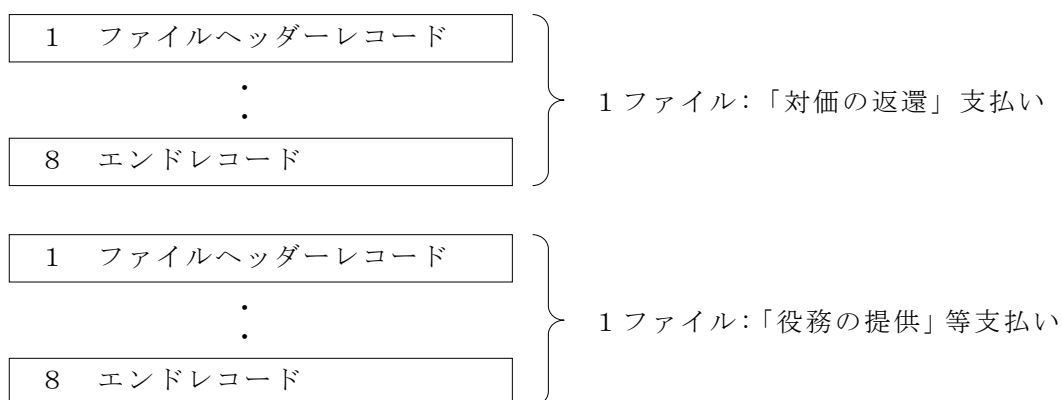 1 ファイルヘッダーレコード
・
・
1ファイル：「対価の返還」支払い
8 エンドレコード
1 ファイルヘッダーレコード
・
・
1ファイル：「役務の提供」等支払い
8 エンドレコード